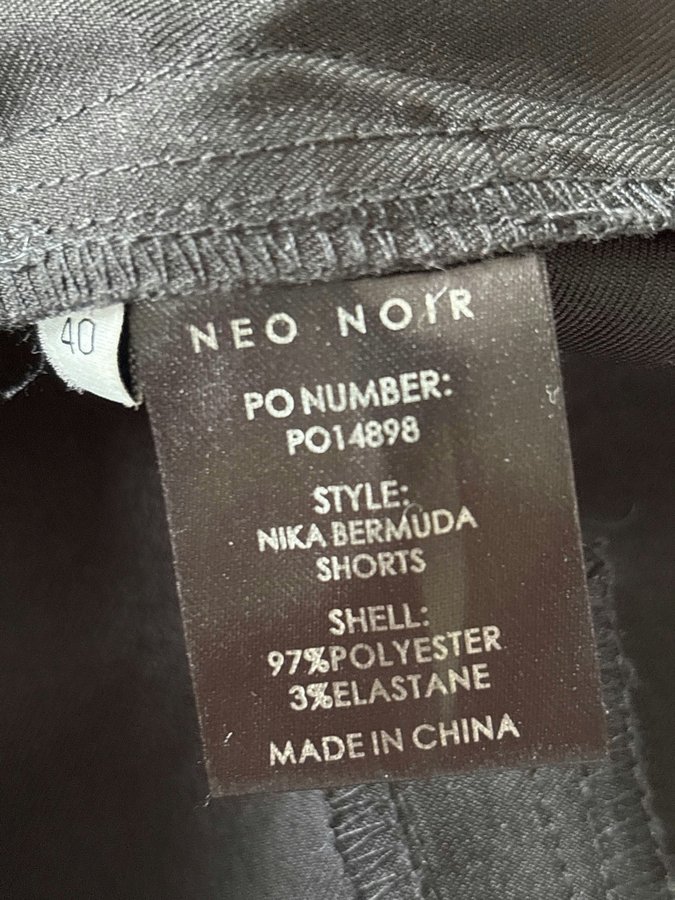 40
NEO NOIR
PO NUMBER:
PO14898
STYLE:
NIKA BERMUDA
SHORTS
SHELL:
97%POLYESTER
3%ELASTANE
MADE IN CHINA